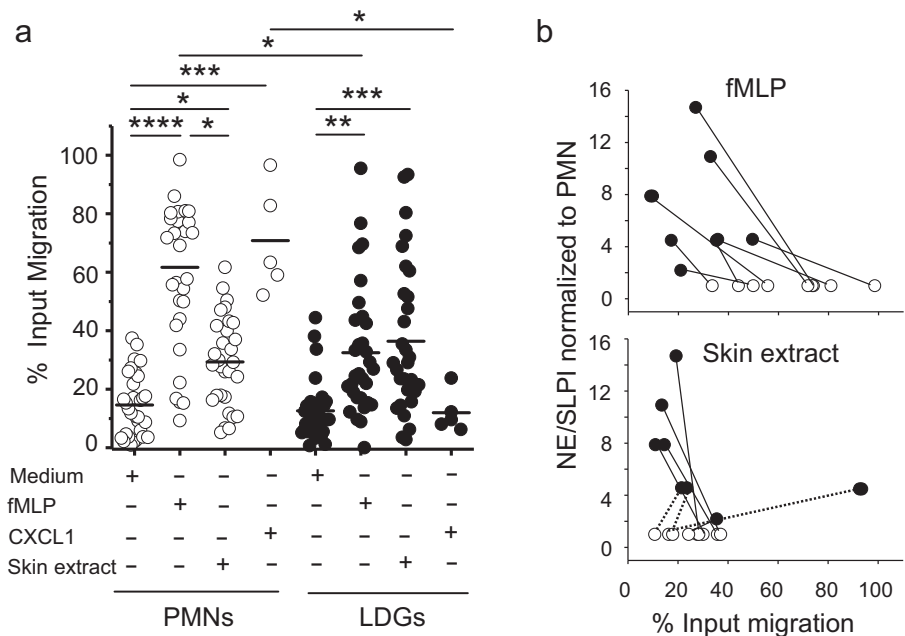 a
*
*
***
*
**** *
***
**
100
80
60
40
20
0
% Input Migration
Medium + – – – + – – –
fMLP – + – – – + – –
CXCL1 – – – + – – – +
Skin extract – – + – – – + –
PMNs LDGs
b
fMLP
16
12
8
4
0
NE/SLPI normalized to PMN
Skin extract
16
12
8
4
0
0 20 40 60 80 100
% Input migration